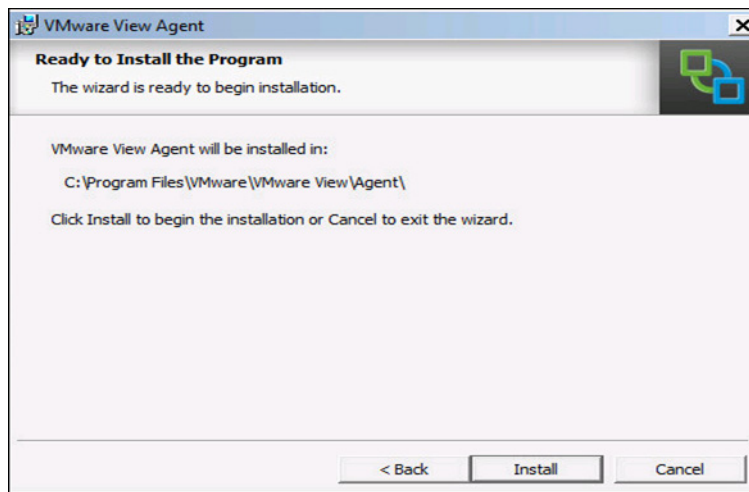 VMware View Agent
Ready to Install the Program
The wizard is ready to begin installation.
VMware View Agent will be installed in:
C:\Program Files\VMware\VMware View\Agent\
Click Install to begin the installation or Cancel to exit the wizard.
< Back Install Cancel